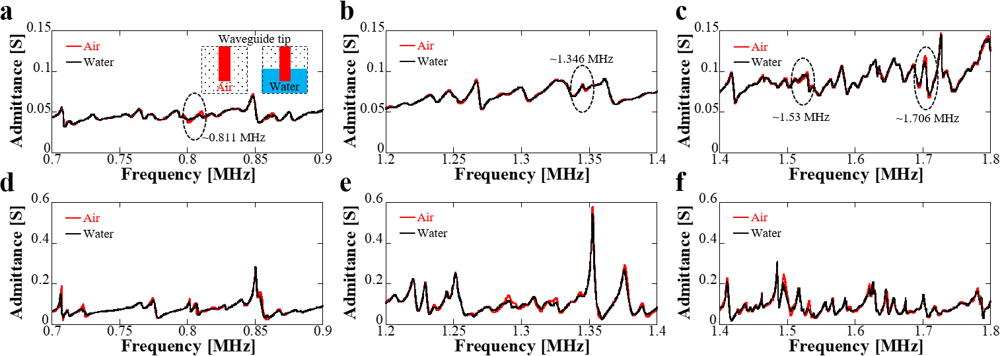 a
Admittance [S]
0.15
0.1
0.05
0
Air
Water
Waveguide tip
Air
Water
~0.811 MHz
0.7
0.75
0.8
0.85
0.9
Frequency [MHz]
b
Admittance [S]
0.15
0.1
0.05
0
Air
Water
~1.346 MHz
1.2
1.25
1.3
1.35
1.4
Frequency [MHz]
c
Admittance [S]
0.15
0.1
0.05
0
Air
Water
~1.53 MHz
~1.706 MHz
1.4
1.5
1.6
1.7
1.8
Frequency [MHz]
d
Admittance [S]
0.6
0.4
0.2
0
Air
Water
0.7
0.75
0.8
0.85
0.9
Frequency [MHz]
e
Admittance [S]
0.6
0.4
0.2
0
Air
Water
1.2
1.25
1.3
1.35
1.4
Frequency [MHz]
f
Admittance [S]
0.6
0.4
0.2
0
Air
Water
1.4
1.5
1.6
1.7
1.8
Frequency [MHz]